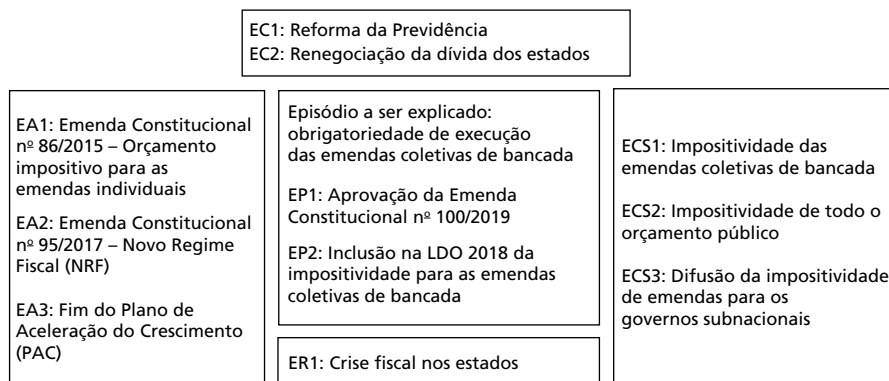 EC1: Reforma da Previdência
EC2: Renegociação da dívida dos estados
EA1: Emenda Constitucional
nº 86/2015 – Orçamento
impositivo para as
emendas individuais
EA2: Emenda Constitucional
nº 95/2017 – Novo Regime
Fiscal (NRF)
EA3: Fim do Plano de
Aceleração do Crescimento
(PAC)
Episódio a ser explicado:
obrigatoriedade de execução
das emendas coletivas de bancada
EP1: Aprovação da Emenda
Constitucional nº 100/2019
EP2: Inclusão na LDO 2018 da
impositividade para as emendas
coletivas de bancada
ER1: Crise fiscal nos estados
ECS1: Impositividade das
emendas coletivas de bancada
ECS2: Impositividade de todo o
orçamento público
ECS3: Difusão da impositividade
de emendas para os
governos subnacionais